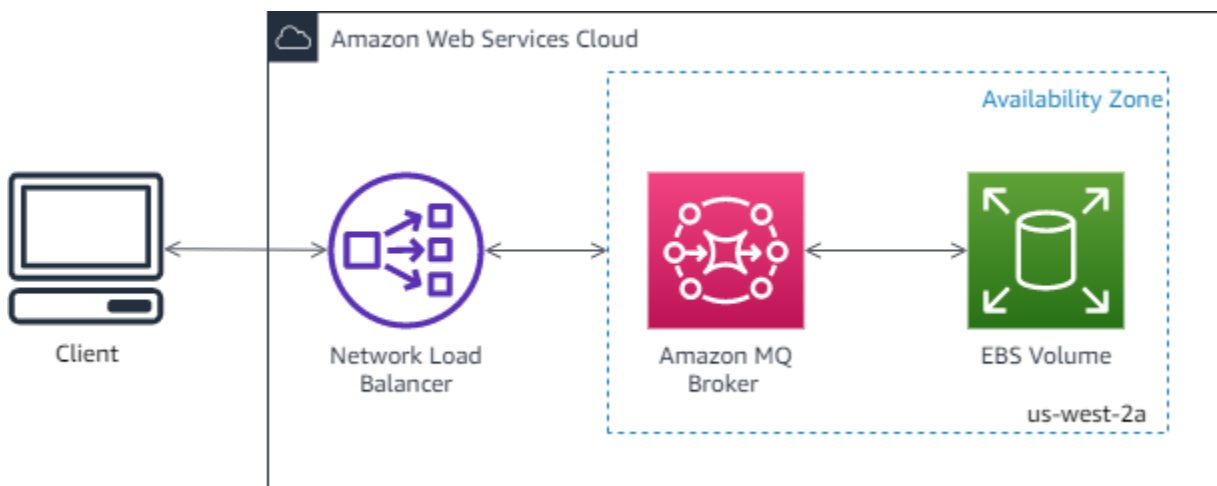 Amazon Web Services Cloud
Availability Zone
Client
Network Load
Balancer
Amazon MQ
Broker
EBS Volume
us-west-2a